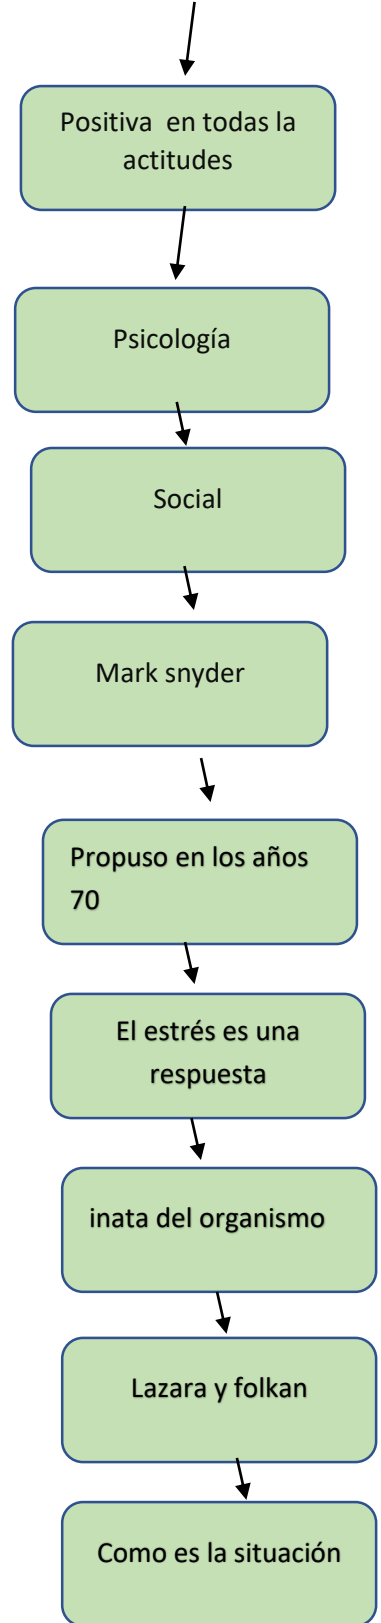 Positiva en todas la
actitudes
Psicología
Social
Mark snyder
Propuso en los años
70
El estrés es una
respuesta
inata del organismo
Lazara y folkan
Como es la situación